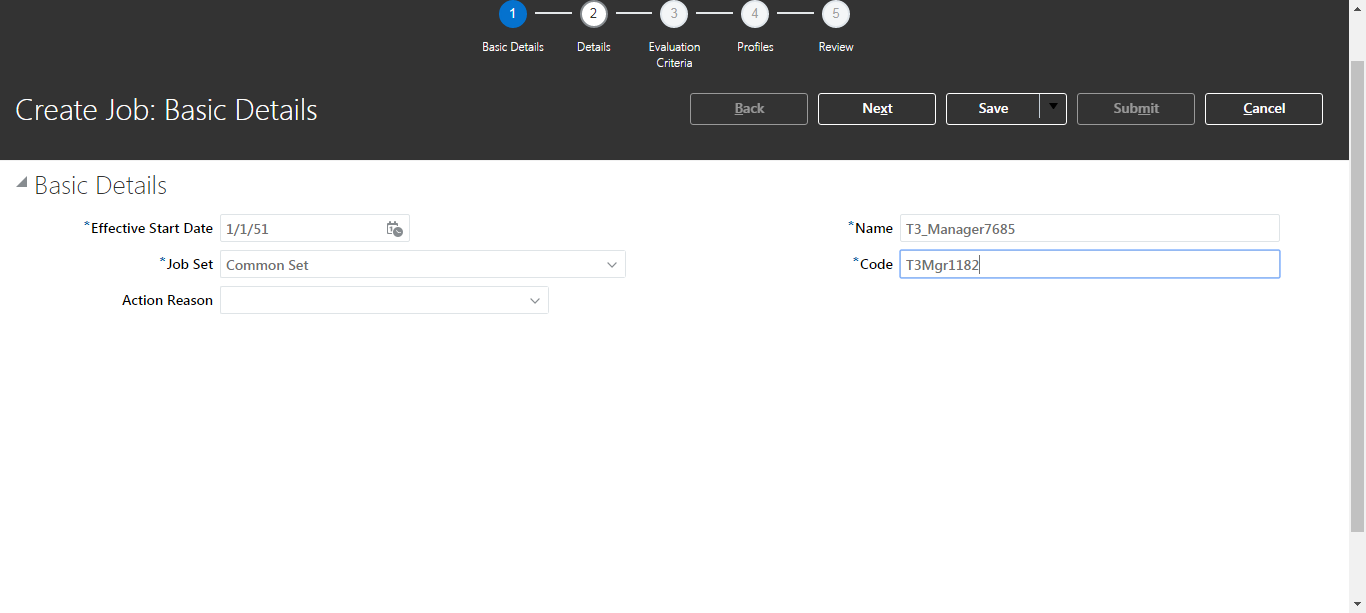 1 2 3 4 5
Basic Details Details Evaluation Criteria Profiles Review
Create Job: Basic Details
Back Next Save Submit Cancel
Basic Details
*Effective Start Date 1/1/51
*Name T3_Manager7685
*Job Set Common Set
*Code T3Mgr1182
Action Reason